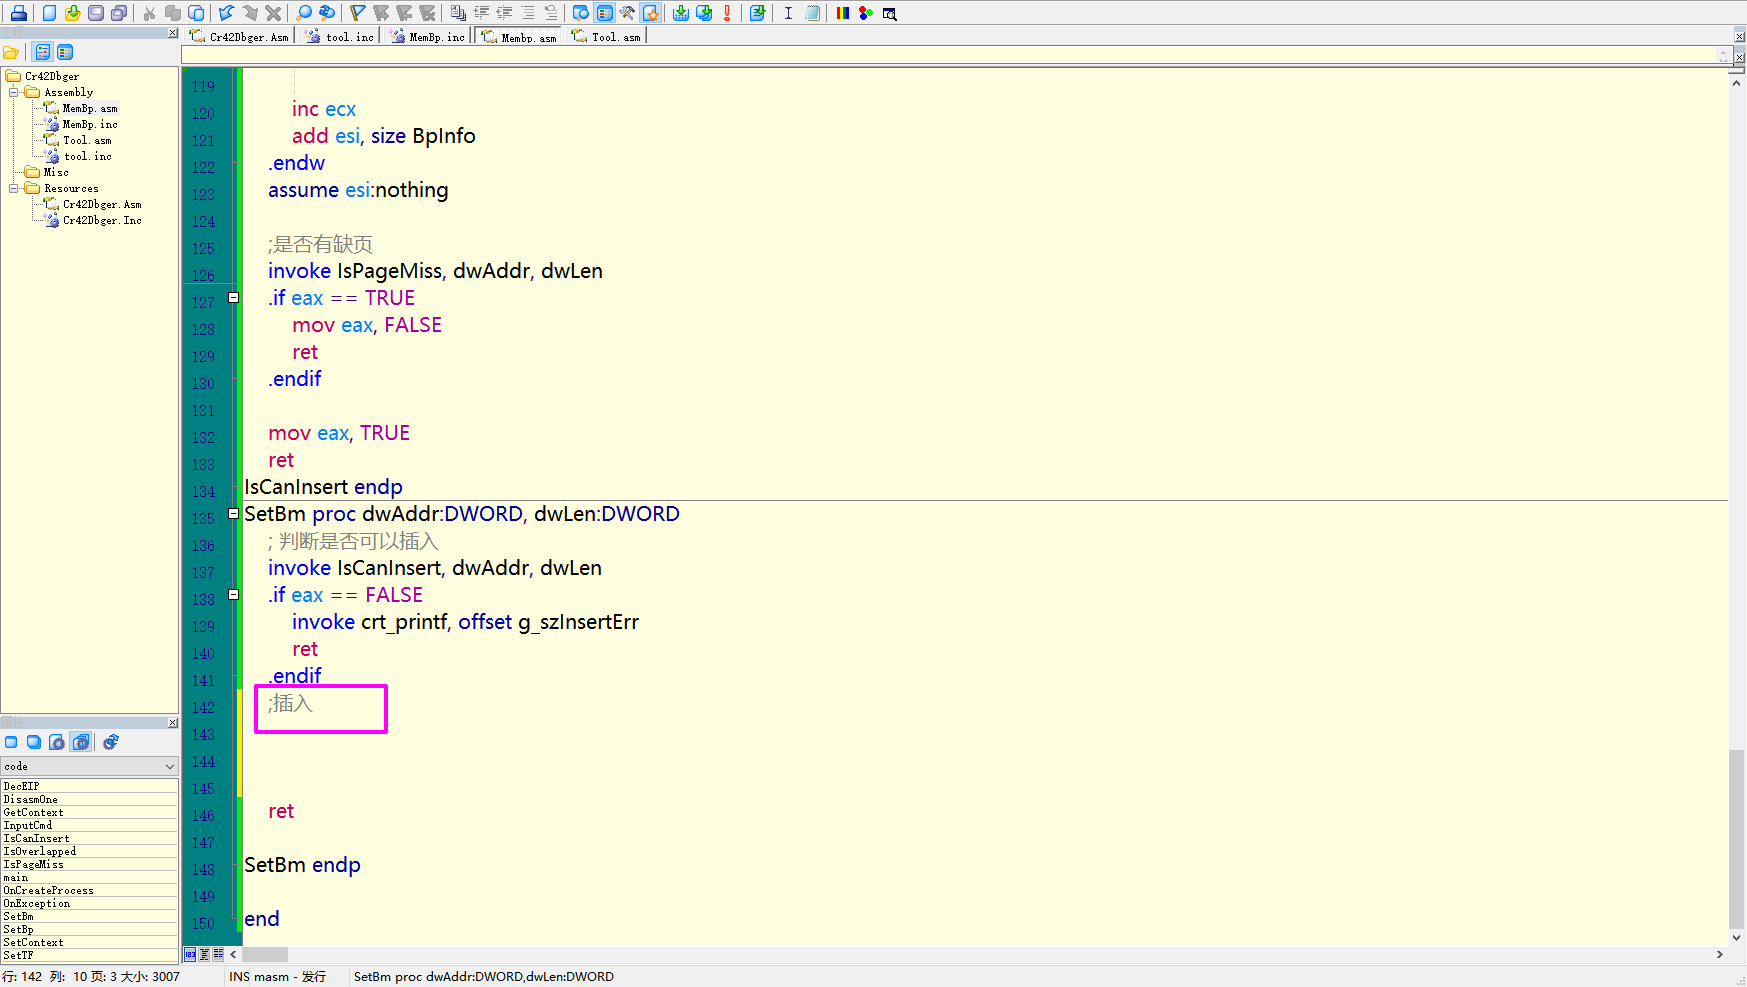 Cr42Dbger.Asm
tool.inc
MemBp.inc
Membp.asm
Tool.asm
Cr42Dbger
Assembly
MemBp.asm
MemBp.inc
Tool.asm
tool.inc
Misc
Resources
Cr42Dbger.Asm
Cr42Dbger.Inc
code
DecEIP
DisasmOne
GetContext
InputCmd
IsCanInsert
IsOverlapped
IsPageMiss
main
OnCreateProcess
OnException
SetBm
SetBp
SetContext
SetTF
119
120 inc ecx
121 add esi, size BpInfo
122 .endw
123 assume esi:nothing
124
125 ;是否有缺页
126 invoke IsPageMiss, dwAddr, dwLen
127 .if eax == TRUE
128 mov eax, FALSE
129 ret
130 .endif
131
132 mov eax, TRUE
133 ret
134 IsCanInsert endp
135 SetBm proc dwAddr:DWORD, dwLen:DWORD
136 ; 判断是否可以插入
137 invoke IsCanInsert, dwAddr, dwLen
138 .if eax == FALSE
139 invoke crt_printf, offset g_szInsertErr
140 ret
141 .endif
142 ;插入
143
144
145
146 ret
147
148 SetBm endp
149
150 end
行: 142 列: 10 页: 3 大小: 3007 INS masm - 发行 SetBm proc dwAddr:DWORD,dwLen:DWORD